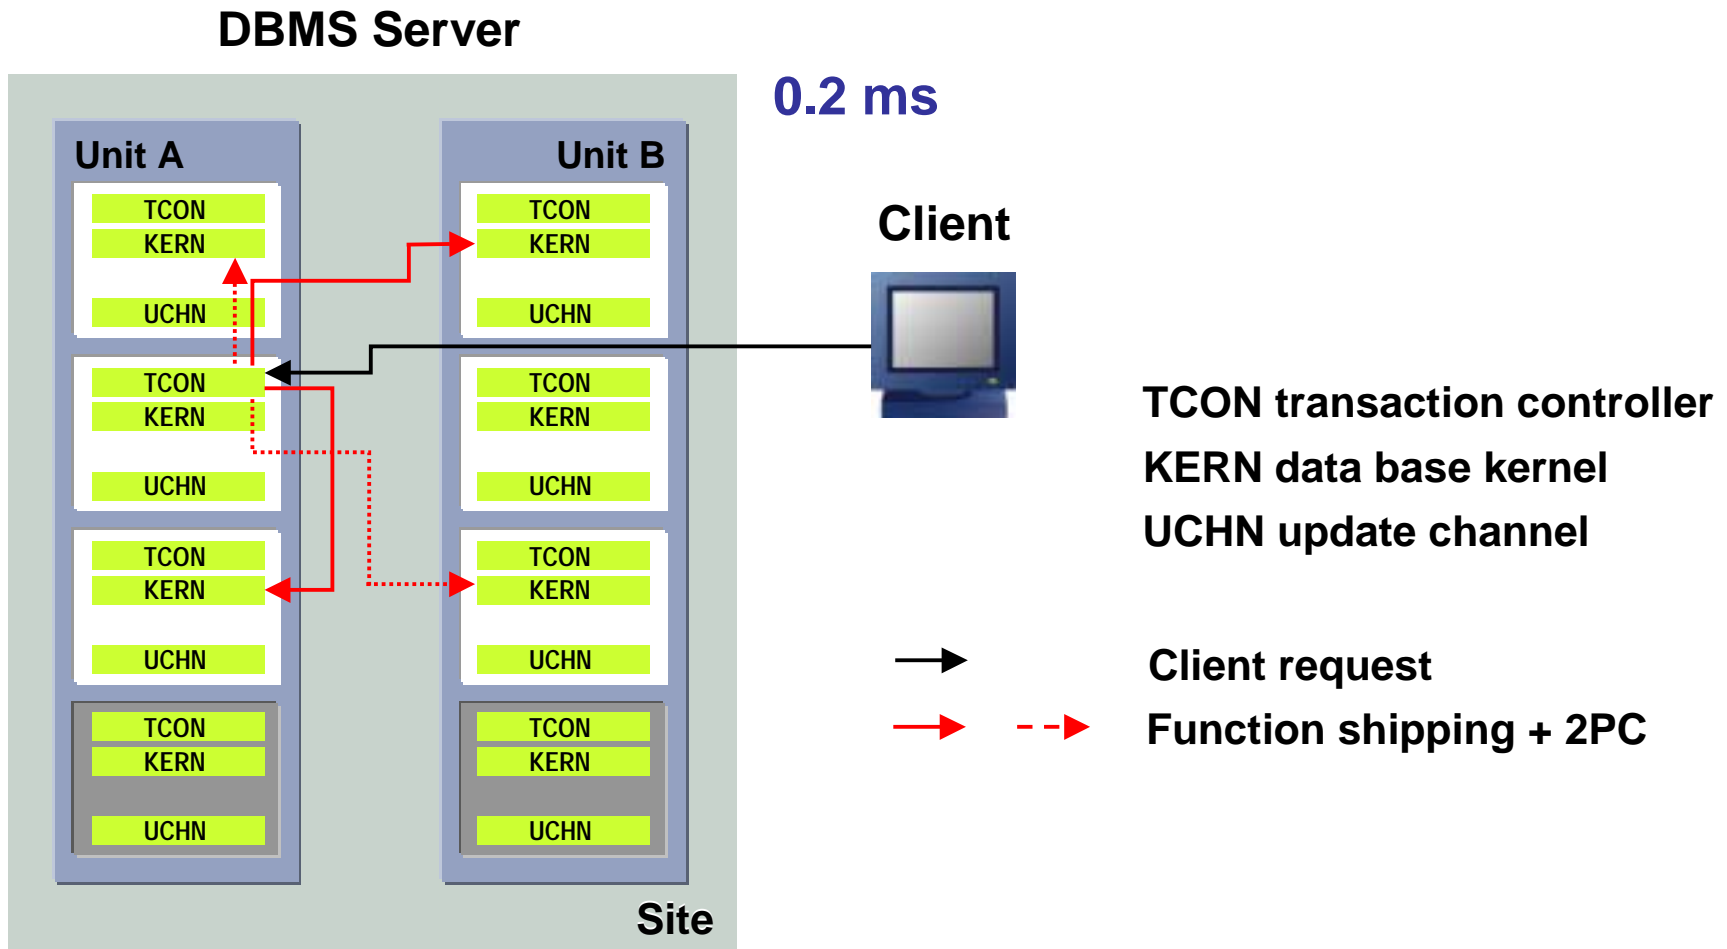 DBMS Server
0.2 ms
Unit A
TCON
KERN
UCHN
TCON
KERN
UCHN
TCON
KERN
UCHN
TCON
KERN
UCHN
Unit B
TCON
KERN
UCHN
TCON
KERN
UCHN
TCON
KERN
UCHN
TCON
KERN
UCHN
Site
Client
TCON transaction controller
KERN data base kernel
UCHN update channel
Client request
Function shipping + 2PC